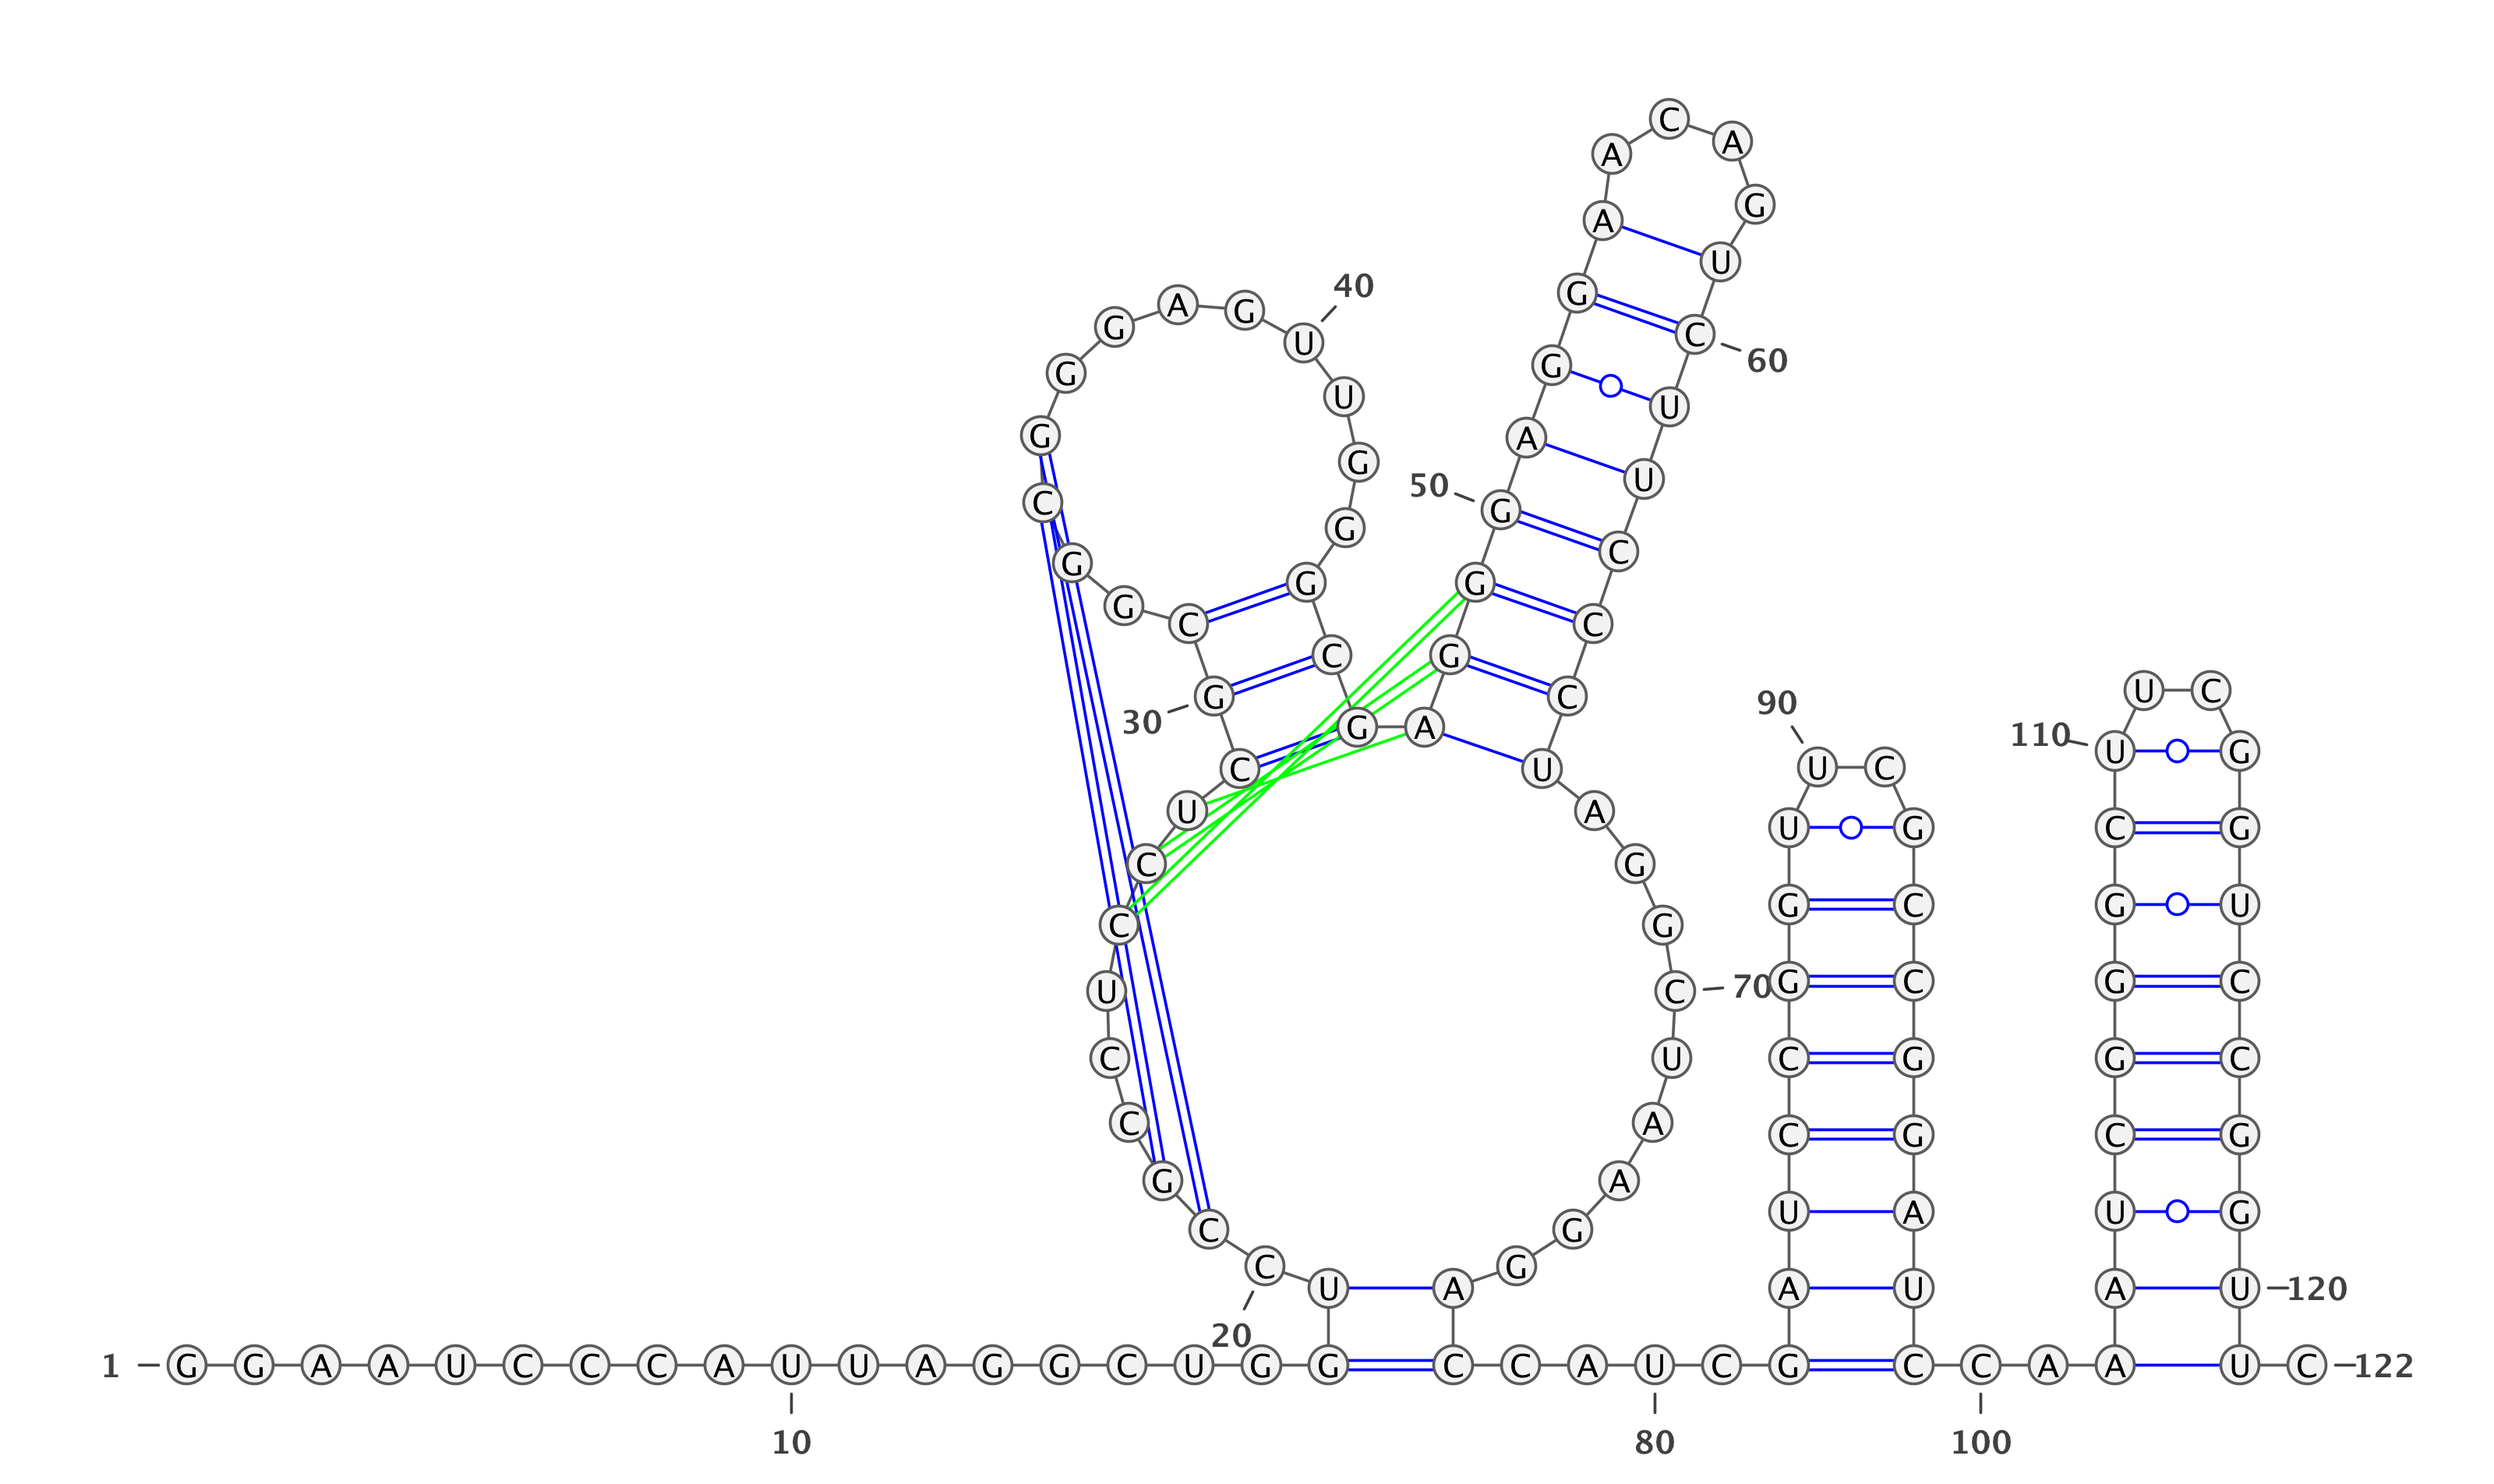 C
A A
A G
U
A G 40 G
G U C
G G 60
U U
G A
G U
C 50 G
G C
G G G
G C C
C G
G C U C
30 G A 90 110
C U U C U G
U A U G C G
C G
C G G C G U
U C 70 G C G C
C U C G G C
C A C G C G
G A U A U G
C G
C U A G A U A U 120
20
1 G G A A U C C C A U U A G G C U G G C C A U C G C C A A U C 122
10 80 100